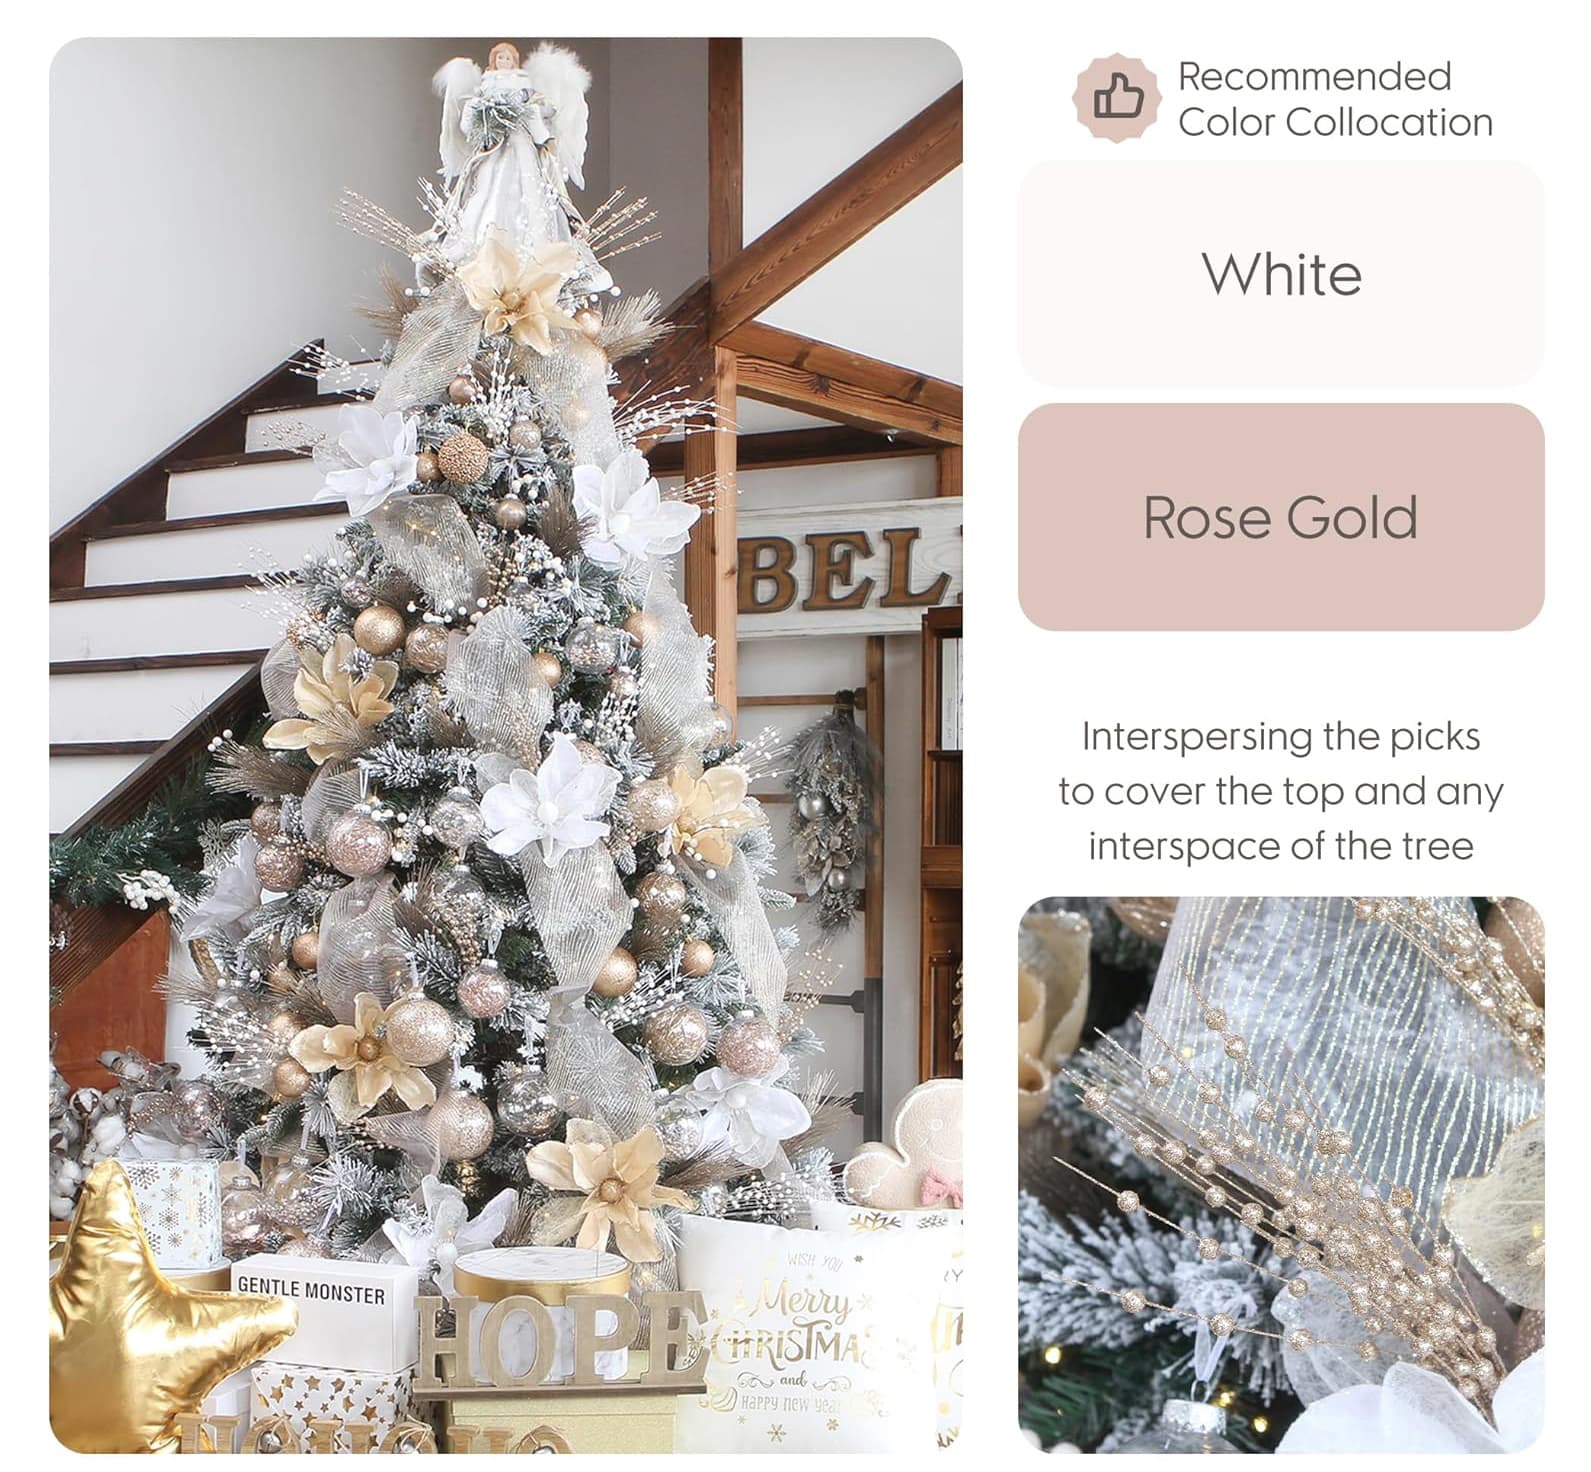 Recommended
Color Collocation
White
Rose Gold
Interspersing the picks
to cover the top and any
interspace of the tree
BEL
GENTLE MONSTER
HOPE
WISH YOU
Merry
CHRISTMAS
and
HAPPY NEW YEAR
HOHOHO